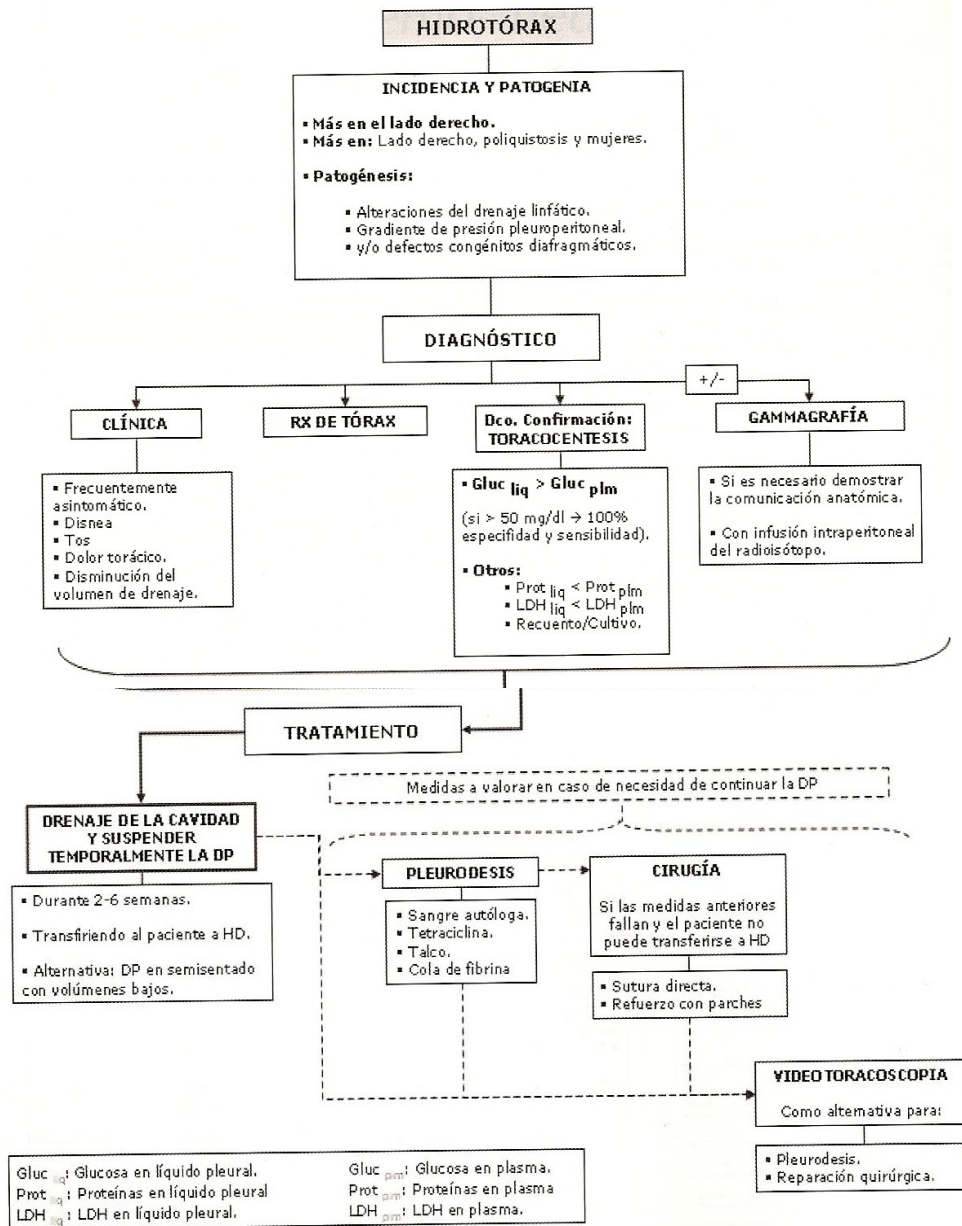 HIDROTÓRAX
INCIDENCIA Y PATOGENIA
▪ Más en el lado derecho.
▪ Más en: Lado derecho, poliquistosis y mujeres.
▪ Patogénesis:
▪ Alteraciones del drenaje linfático.
▪ Gradiente de presión pleuroperitoneal.
▪ y/o defectos congénitos diafragmáticos.
DIAGNÓSTICO
+/-
CLÍNICA
▪ Frecuentemente
asintomático.
▪ Disnea
▪ Tos
▪ Dolor torácico.
▪ Disminución del
volumen de drenaje.
RX DE TÓRAX
Dco. Confirmación:
TORACOCENTESIS
▪ Gluc liq > Gluc plm
(si > 50 mg/dl → 100%
especifidad y sensibilidad).
▪ Otros:
▪ Prot liq < Prot plm
▪ LDH liq < LDH plm
▪ Recuento/Cultivo.
GAMMAGRAFÍA
▪ Si es necesario demostrar
la comunicación anatómica.
▪ Con infusión intraperitoneal
del radioisótopo.
TRATAMIENTO
Medidas a valorar en caso de necesidad de continuar la DP
DRENAJE DE LA CAVIDAD
Y SUSPENDER
TEMPORALMENTE LA DP
▪ Durante 2-6 semanas.
▪ Transfiriendo al paciente a HD.
▪ Alternativa: DP en semisentado
con volúmenes bajos.
PLEURODESIS
▪ Sangre autóloga.
▪ Tetraciclina.
▪ Talco.
▪ Cola de fibrina
CIRUGÍA
Si las medidas anteriores
fallan y el paciente no
puede transferirse a HD
▪ Sutura directa.
▪ Refuerzo con parches
VIDEOTORACOSCOPIA
Como alternativa para:
▪ Pleurodesis.
▪ Reparación quirúrgica.
Gluc liq: Glucosa en líquido pleural.
Prot liq: Proteínas en líquido pleural
LDH liq: LDH en líquido pleural.
Gluc plm: Glucosa en plasma.
Prot plm: Proteínas en plasma
LDH plm: LDH en plasma.